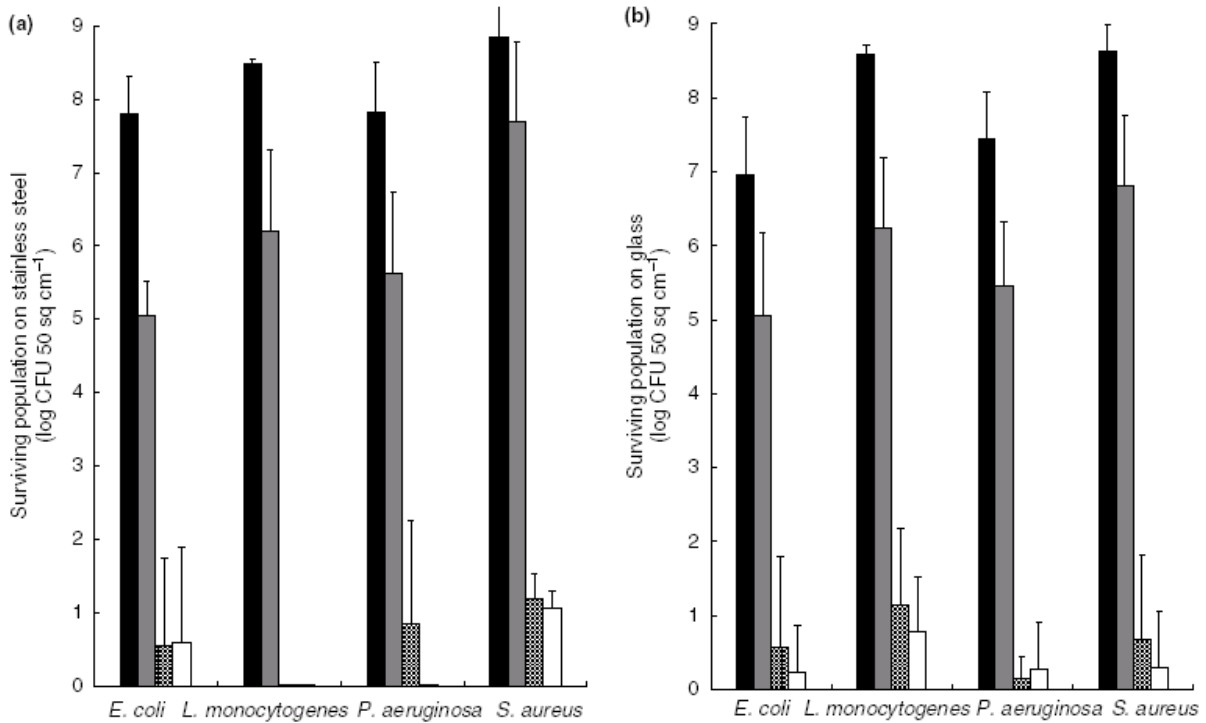 (a)
9
8
7
6
5
4
3
2
1
0
Surviving population on stainless steel
(log CFU 50 sq cm⁻¹)
E. coli L. monocytogenes P. aeruginosa S. aureus
(b)
9
8
7
6
5
4
3
2
1
0
Surviving population on glass
(log CFU 50 sq cm⁻¹)
E. coli L. monocytogenes P. aeruginosa S. aureus